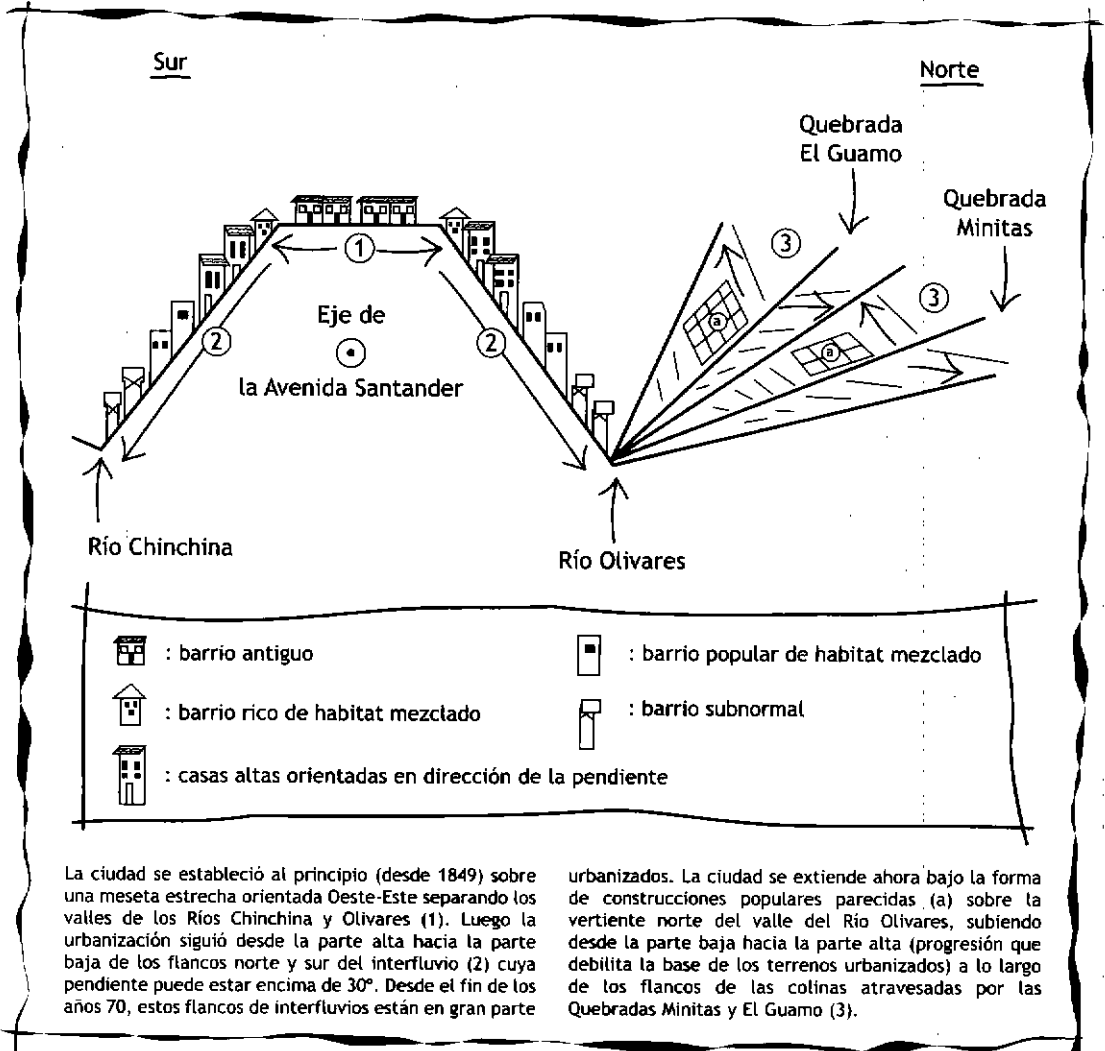 Sur
Norte
Quebrada
El Guamo
Quebrada
Minitas
3
3
1
2
2
a
a
Eje de
la Avenida Santander
Río Chinchina
Río Olivares
: barrio antiguo
: barrio popular de habitat mezclado
: barrio rico de habitat mezclado
: barrio subnormal
: casas altas orientadas en dirección de la pendiente
La ciudad se estableció al principio (desde 1849) sobre
una meseta estrecha orientada Oeste-Este separando los
valles de los Ríos Chinchina y Olivares (1). Luego la
urbanización siguió desde la parte alta hacia la parte
baja de los flancos norte y sur del interfluvio (2) cuya
pendiente puede estar encima de 30°. Desde el fin de los
años 70, estos flancos de interfluvios están en gran parte
urbanizados. La ciudad se extiende ahora bajo la forma
de construcciones populares parecidas (a) sobre la
vertiente norte del valle del Río Olivares, subiendo
desde la parte baja hacia la parte alta (progresión que
debilita la base de los terrenos urbanizados) a lo largo
de los flancos de las colinas atravesadas por las
Quebradas Minitas y El Guamo (3).